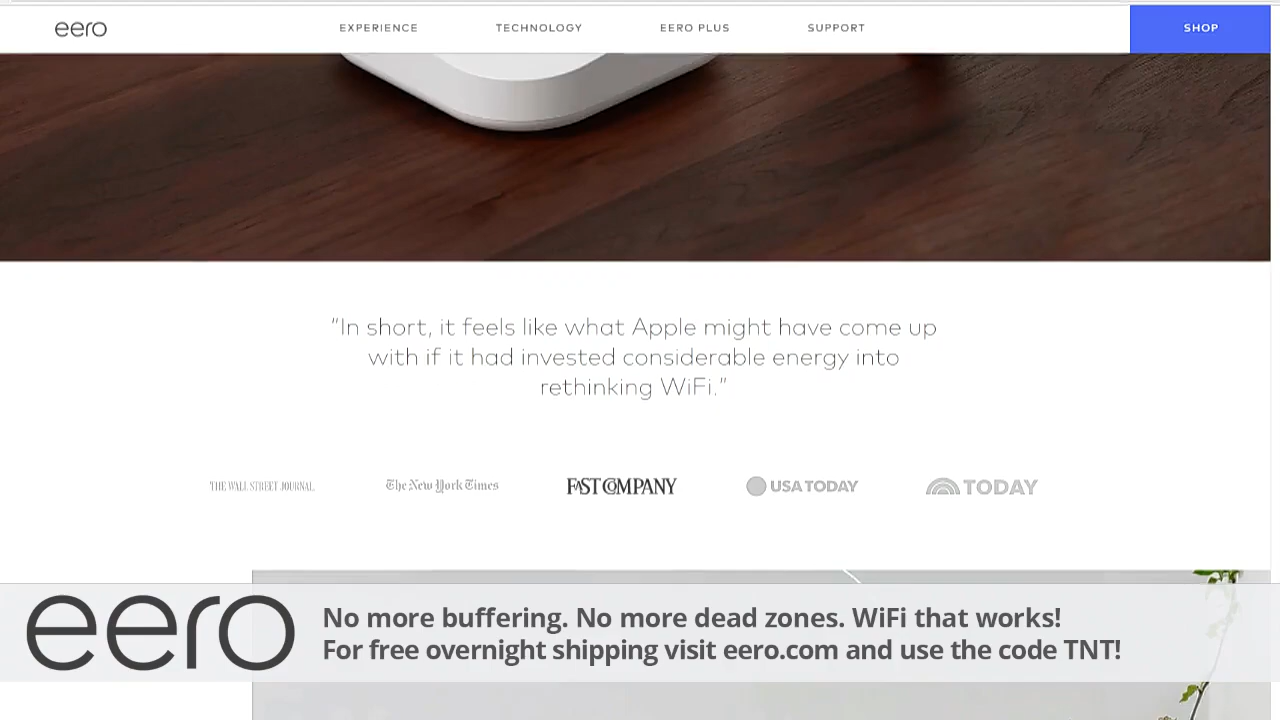 eero EXPERIENCE TECHNOLOGY EERO PLUS SUPPORT SHOP
"In short, it feels like what Apple might have come up
with if it had invested considerable energy into
rethinking WiFi."
THE WALL STREET JOURNAL The New York Times FAST COMPANY USA TODAY TODAY
eero
No more buffering. No more dead zones. WiFi that works!
For free overnight shipping visit eero.com and use the code TNT!